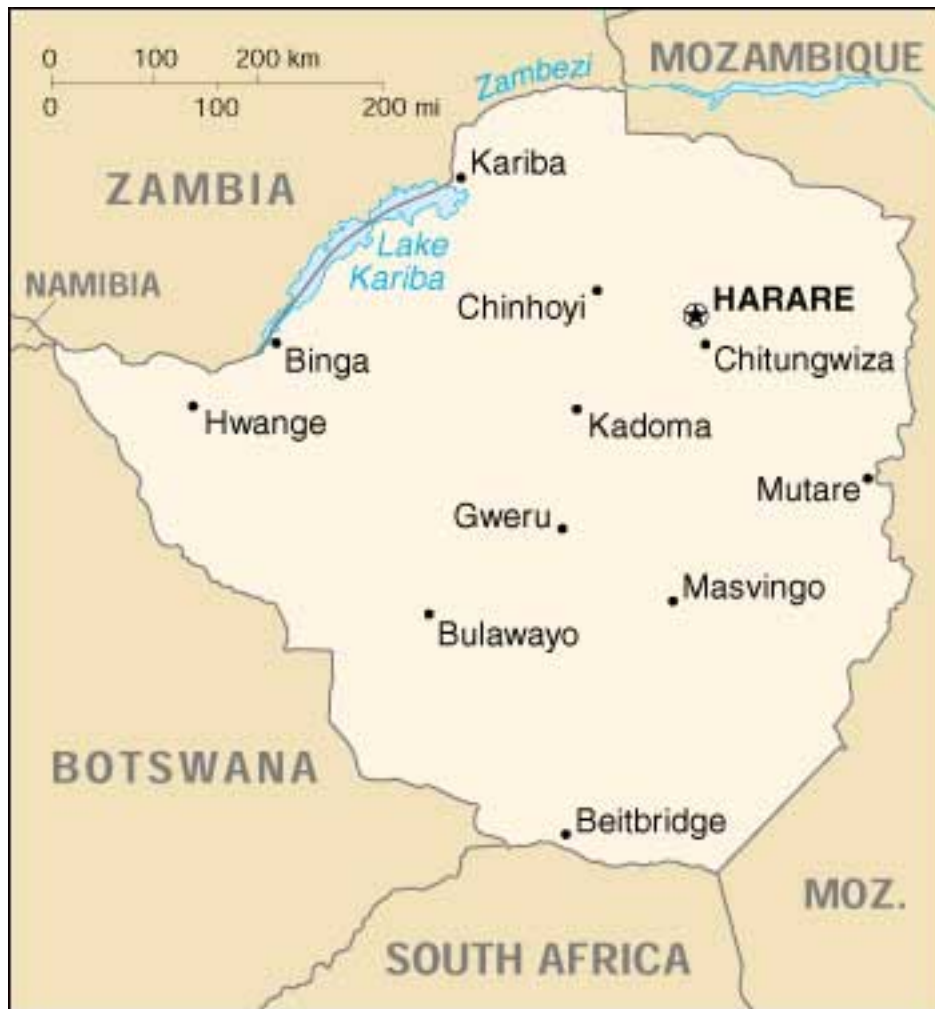 0 100 200 km
0 100 200 mi
Zambezi
MOZAMBIQUE
Kariba
ZAMBIA
Lake
Kariba
NAMIBIA
Chinhoyi
HARARE
Chitungwiza
Binga
Hwange
Kadoma
Mutare
Gweru
Masvingo
Bulawayo
BOTSWANA
Beitbridge
MOZ.
SOUTH AFRICA